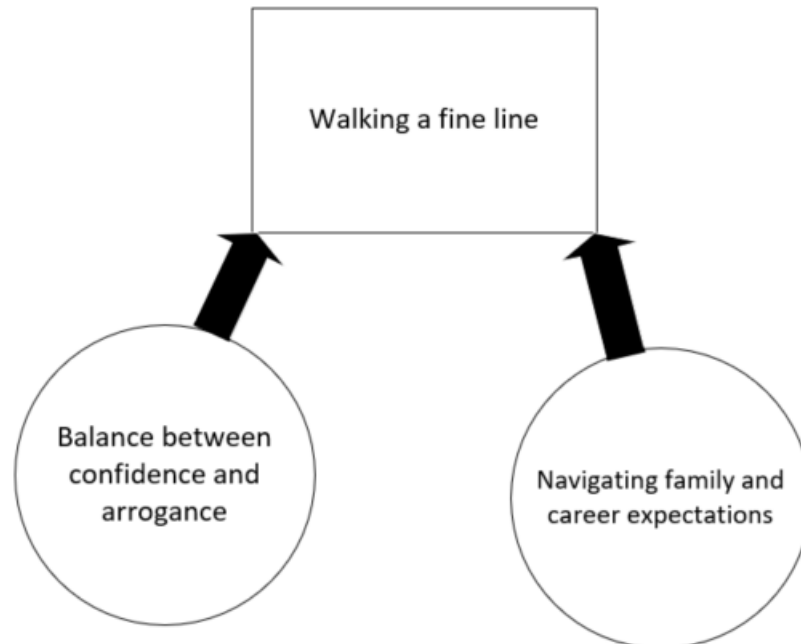 Walking a fine line
Balance between
confidence and
arrogance
Navigating family and
career expectations